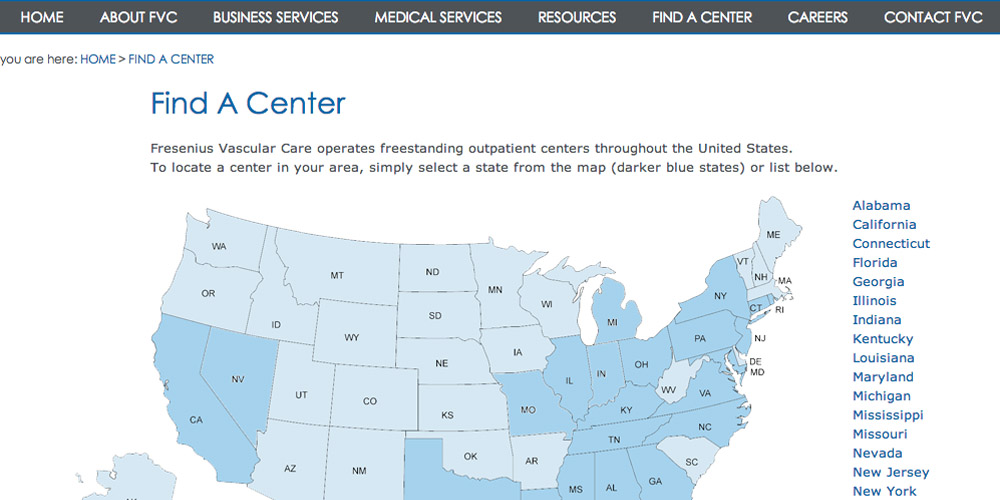 HOME ABOUT FVC BUSINESS SERVICES MEDICAL SERVICES RESOURCES FIND A CENTER CAREERS CONTACT FVC
you are here: HOME > FIND A CENTER
Find A Center
Fresenius Vascular Care operates freestanding outpatient centers throughout the United States.
To locate a center in your area, simply select a state from the map (darker blue states) or list below.
WA
OR
ID
MT
WY
NV
CA
UT
CO
AZ
NM
ND
SD
NE
KS
OK
MN
IA
MO
AR
WI
IL
IN
MI
OH
KY
TN
MS
AL
GA
SC
NC
VA
WV
PA
NY
VT
NH
ME
MA
CT
RI
NJ
DE
MD
Alabama
California
Connecticut
Florida
Georgia
Illinois
Indiana
Kentucky
Louisiana
Maryland
Michigan
Mississippi
Missouri
Nevada
New Jersey
New York